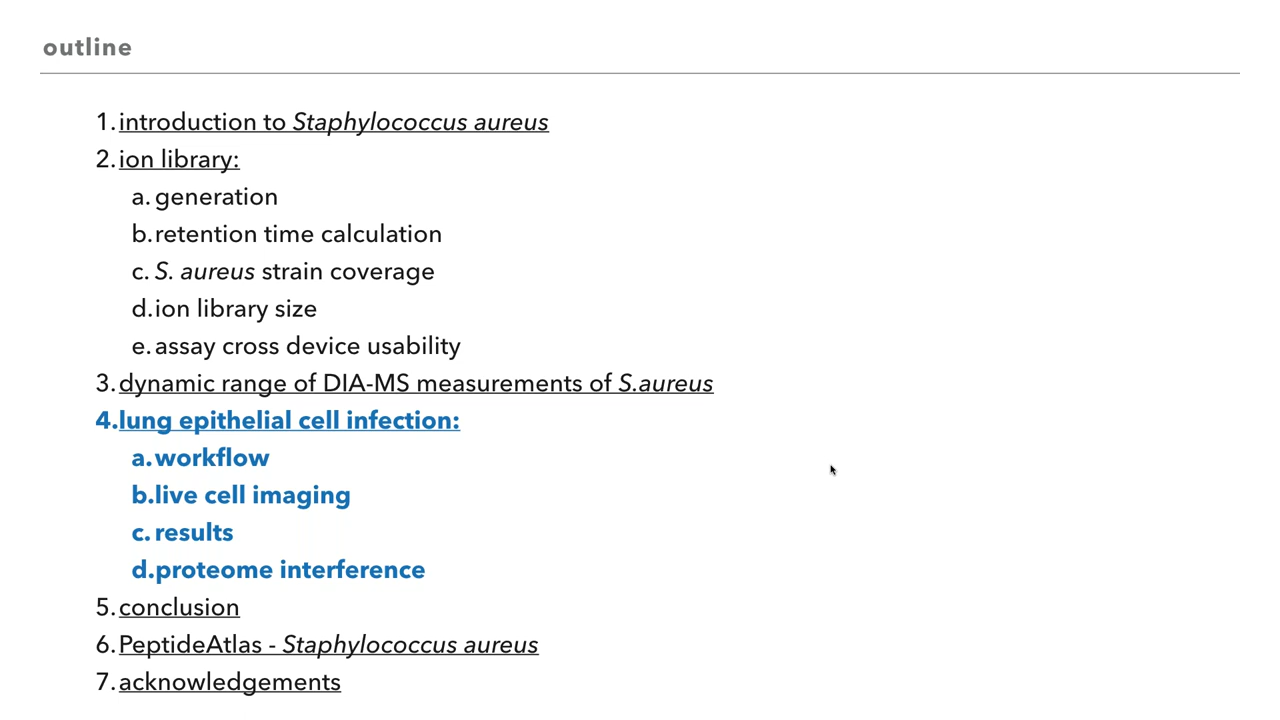 outline
1. introduction to Staphylococcus aureus
2. ion library:
a. generation
b. retention time calculation
c. S. aureus strain coverage
d. ion library size
e. assay cross device usability
3. dynamic range of DIA-MS measurements of S.aureus
4. lung epithelial cell infection:
a. workflow
b. live cell imaging
c. results
d. proteome interference
5. conclusion
6. PeptideAtlas - Staphylococcus aureus
7. acknowledgements